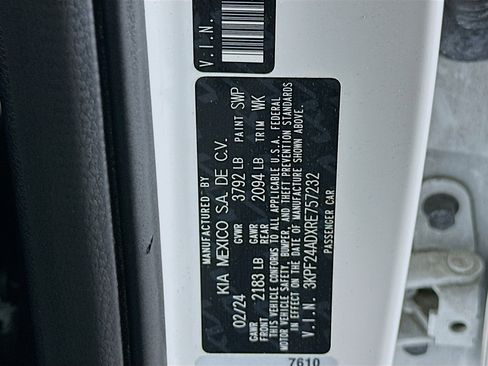 V.I.N.
MANUFACTURED BY
KIA MEXICO S.A. DE C.V.
02/24 GVWR 3792 LB PAINT SWP
GAWR FRONT 2183 LB GAWR REAR 2094 LB TRIM WK
THIS VEHICLE CONFORMS TO ALL APPLICABLE U.S.A. FEDERAL
MOTOR VEHICLE SAFETY, BUMPER, AND THEFT PREVENTION STANDARDS
IN EFFECT ON THE DATE OF MANUFACTURE SHOWN ABOVE.
V.I.N. 3KPF24ADXRE757232
PASSENGER CAR
7610